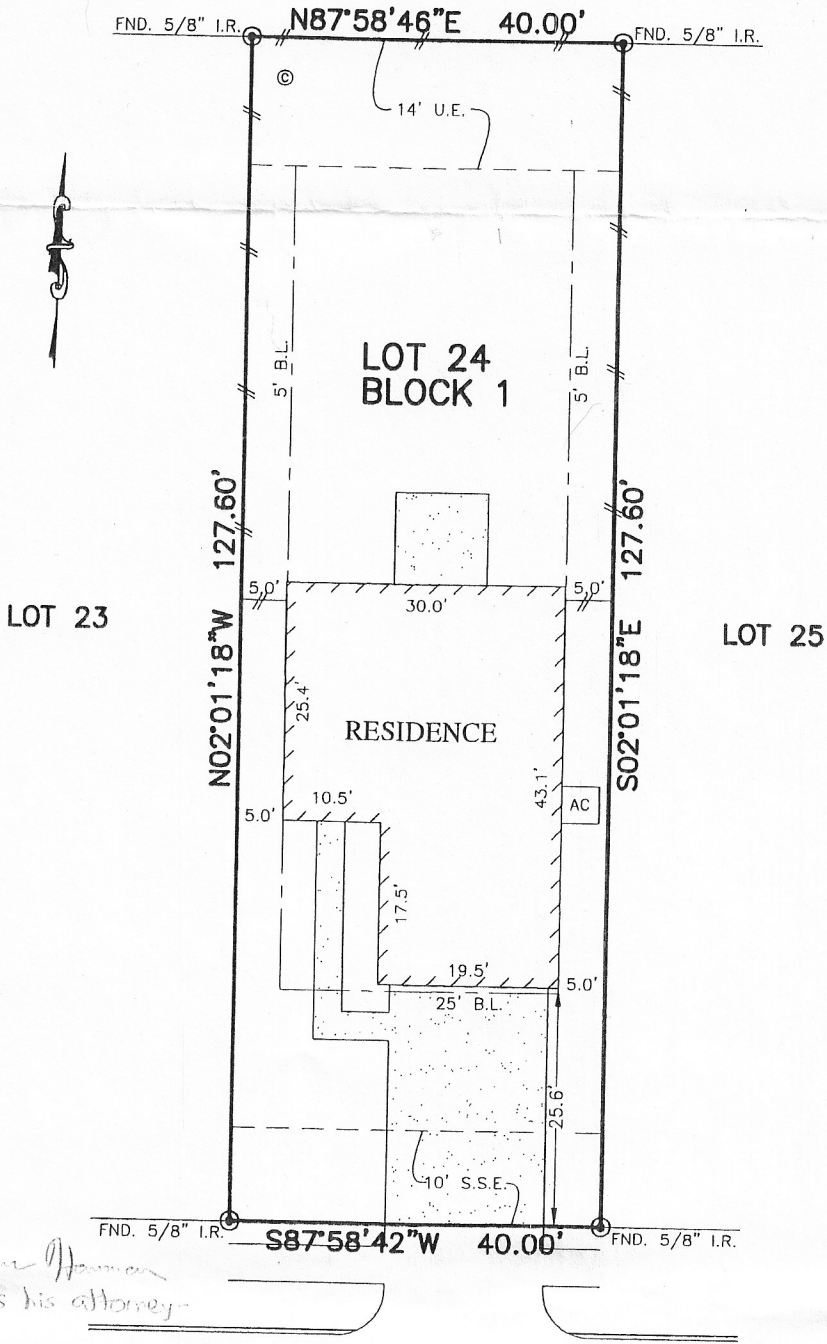 N87°58'46"E 40.00'
FND. 5/8" I.R.
FND. 5/8" I.R.
©
14' U.E.
LOT 24
BLOCK 1
5' B.L.
5' B.L.
N02°01'18"W 127.60'
S02°01'18"E 127.60'
LOT 23
LOT 25
5.0'
30.0'
5.0'
25.4'
RESIDENCE
43.1'
AC
10.5'
5.0'
17.5'
19.5'
5.0'
25' B.L.
25.6'
10' S.S.E.
FND. 5/8" I.R.
S87°58'42"W 40.00'
FND. 5/8" I.R.
his attorney